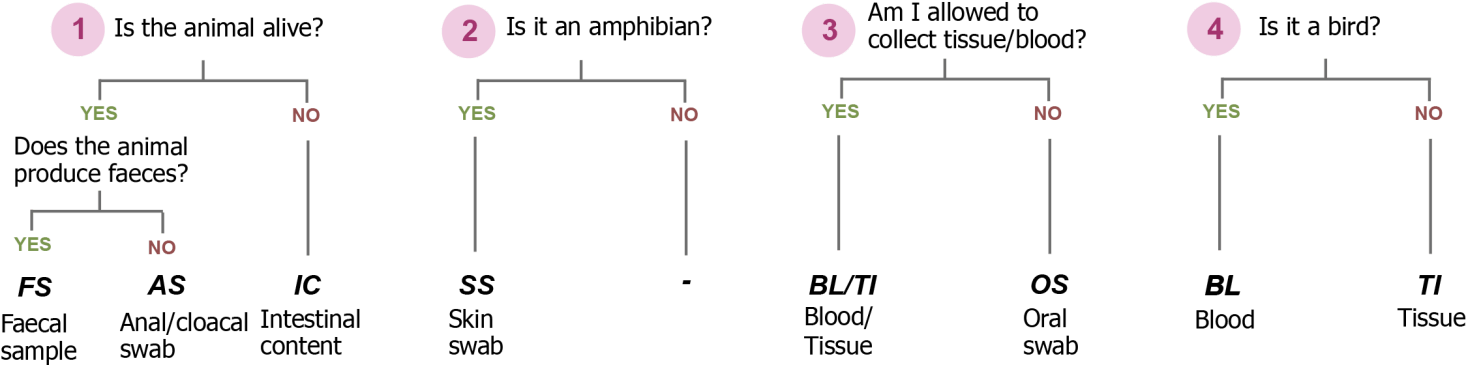 1
Is the animal alive?
YES
NO
Does the animal
produce faeces?
YES
NO
FS
Faecal
sample
AS
Anal/cloacal
swab
IC
Intestinal
content
2
Is it an amphibian?
YES
NO
SS
Skin
swab
-
3
Am I allowed to
collect tissue/blood?
YES
NO
BL/TI
Blood/
Tissue
OS
Oral
swab
4
Is it a bird?
YES
NO
BL
Blood
TI
Tissue